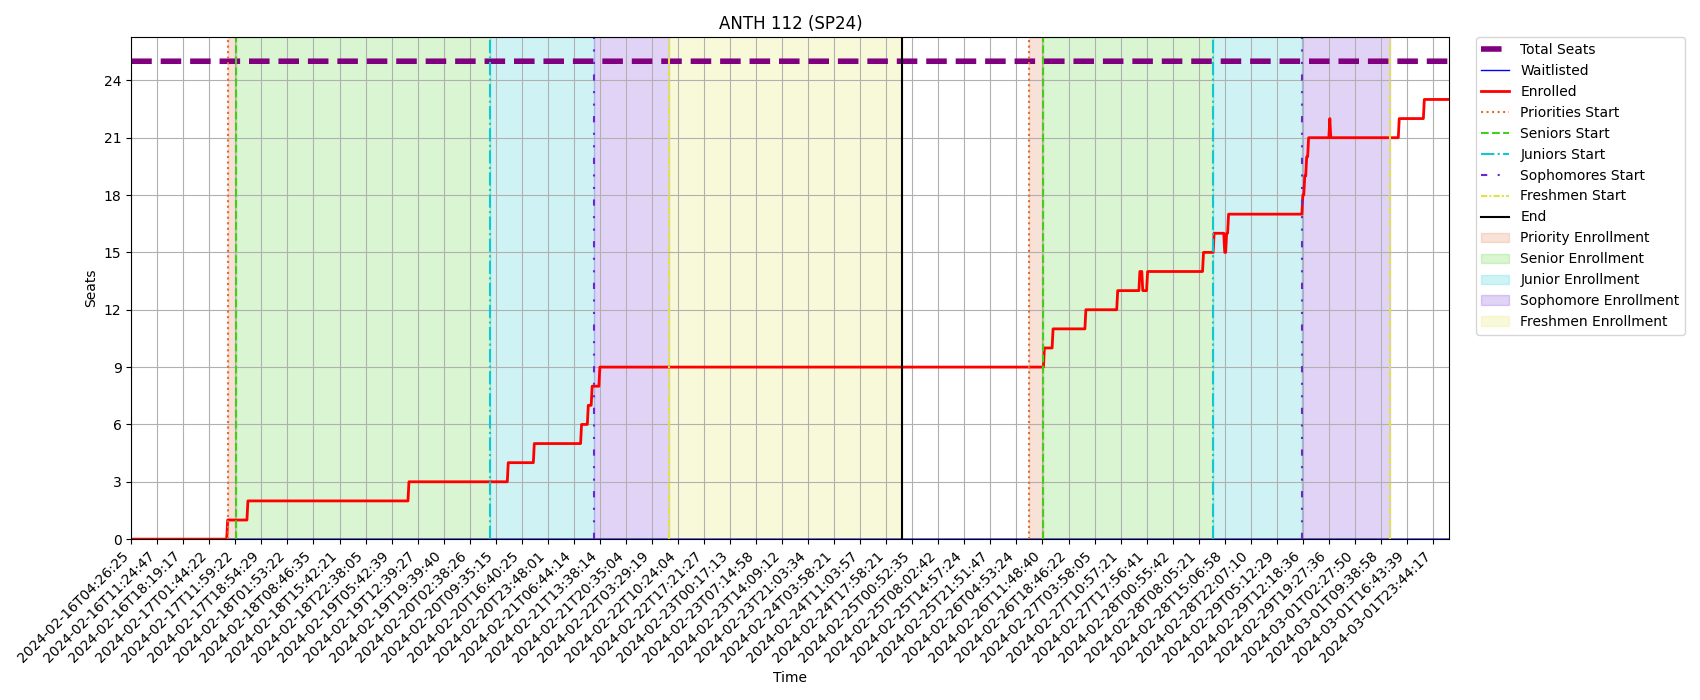 ANTH 112 (SP24)
Seats
24
21
18
15
12
9
6
3
0
2024-02-16T04:26:25
2024-02-16T11:24:47
2024-02-16T18:19:17
2024-02-17T01:44:22
2024-02-17T11:59:22
2024-02-17T18:54:29
2024-02-18T01:53:22
2024-02-18T08:46:35
2024-02-18T15:42:21
2024-02-18T22:38:05
2024-02-19T05:42:39
2024-02-19T12:39:27
2024-02-19T19:39:40
2024-02-20T02:38:26
2024-02-20T09:35:15
2024-02-20T16:40:25
2024-02-20T23:48:01
2024-02-21T06:44:14
2024-02-21T13:38:14
2024-02-21T20:35:04
2024-02-22T03:29:19
2024-02-22T10:24:04
2024-02-22T17:21:27
2024-02-23T00:17:13
2024-02-23T07:14:58
2024-02-23T14:09:12
2024-02-23T21:03:34
2024-02-24T03:58:21
2024-02-24T11:03:57
2024-02-24T17:58:21
2024-02-25T00:52:35
2024-02-25T08:02:42
2024-02-25T14:57:24
2024-02-25T21:51:47
2024-02-26T04:53:24
2024-02-26T11:48:40
2024-02-26T18:46:22
2024-02-27T03:58:05
2024-02-27T10:57:21
2024-02-27T17:56:41
2024-02-28T00:55:42
2024-02-28T08:05:21
2024-02-28T15:06:58
2024-02-28T22:07:10
2024-02-29T05:12:29
2024-02-29T12:18:36
2024-02-29T19:27:36
2024-03-01T02:27:50
2024-03-01T09:38:58
2024-03-01T16:43:39
2024-03-01T23:44:17
Time
Total Seats
Waitlisted
Enrolled
Priorities Start
Seniors Start
Juniors Start
Sophomores Start
Freshmen Start
End
Priority Enrollment
Senior Enrollment
Junior Enrollment
Sophomore Enrollment
Freshmen Enrollment